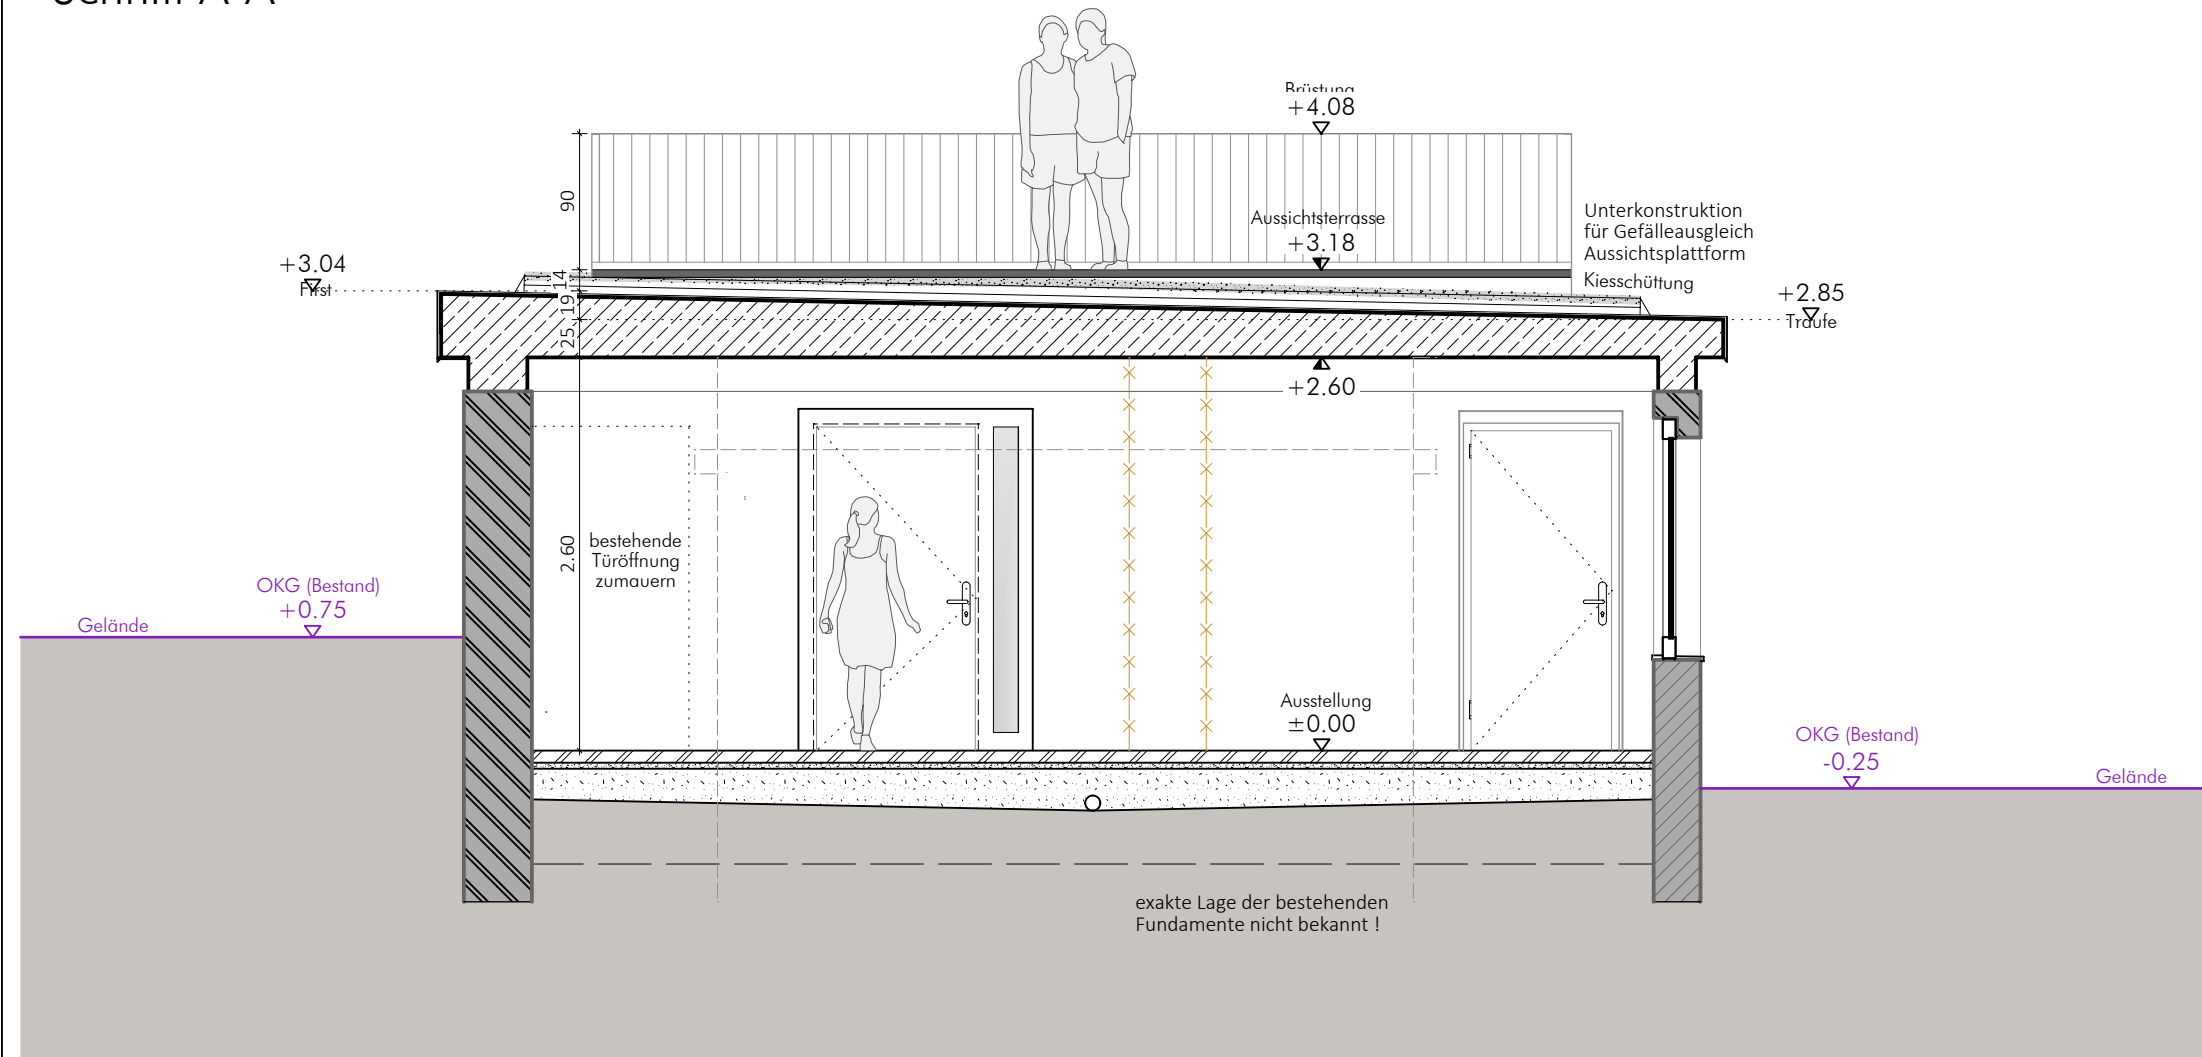 Brüstung
+4.08
90
Aussichtsterrasse
+3.18
Unterkonstruktion
für Gefälleausgleich
Aussichtsplattform
Kiesschüttung
+3.04
First
14
19
25
+2.85
Traufe
+2.60
2.60
bestehende
Türöffnung
zumauern
OKG (Bestand)
+0.75
Gelände
Ausstellung
±0.00
OKG (Bestand)
-0.25
Gelände
exakte Lage der bestehenden
Fundamente nicht bekannt !